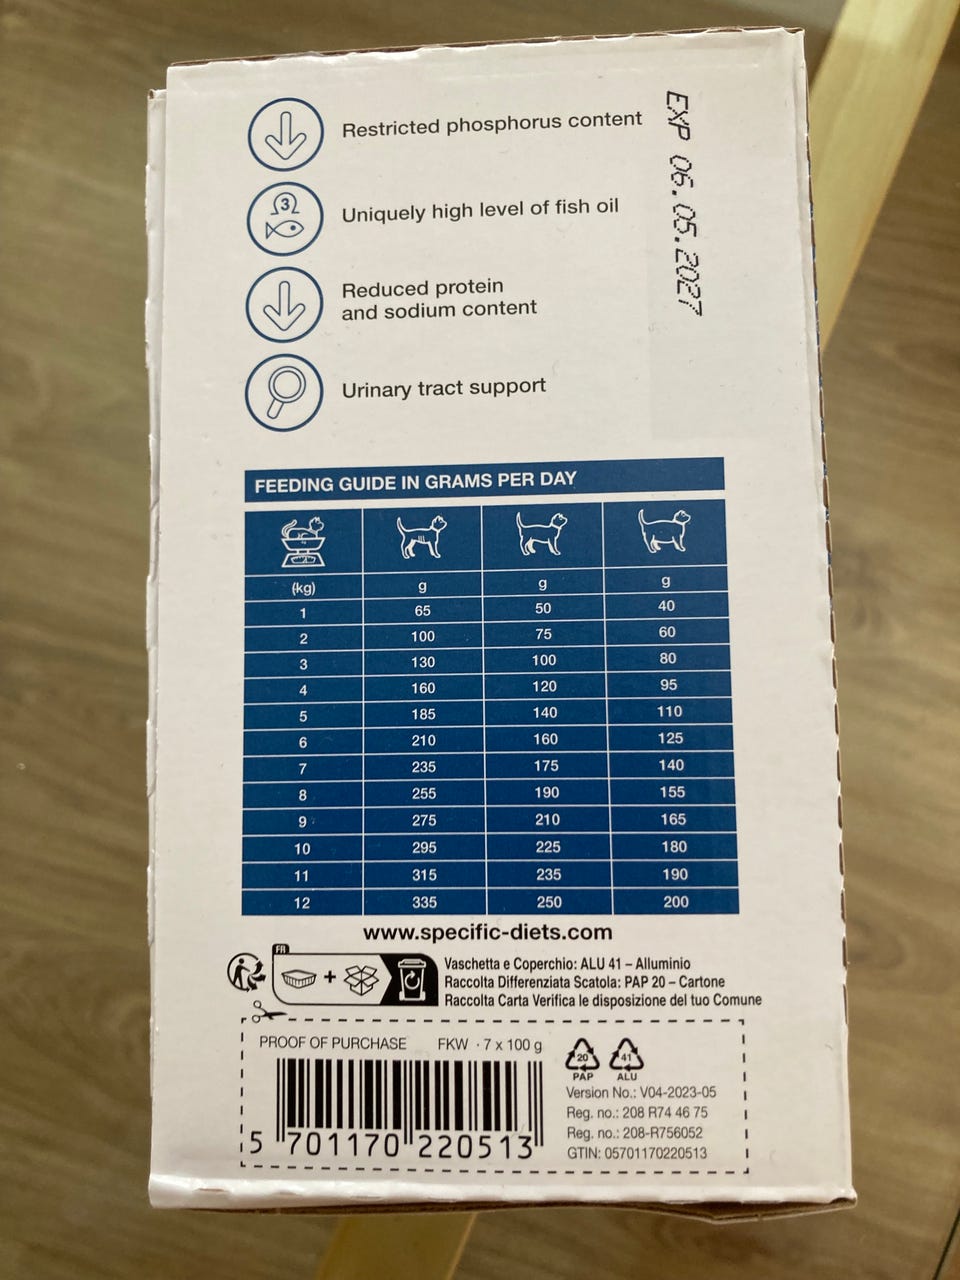 Restricted phosphorus content
EXP 06.05.2027
3
Uniquely high level of fish oil
Reduced protein
and sodium content
Urinary tract support
FEEDING GUIDE IN GRAMS PER DAY
(kg) g g g
1 65 50 40
2 100 75 60
3 130 100 80
4 160 120 95
5 185 140 110
6 210 160 125
7 235 175 140
8 255 190 155
9 275 210 165
10 295 225 180
11 315 235 190
12 335 250 200
www.specific-diets.com
FR
+
Vaschetta e Coperchio: ALU 41 – Alluminio
Raccolta Differenziata Scatola: PAP 20 – Cartone
Raccolta Carta Verifica le disposizione del tuo Comune
PROOF OF PURCHASE FKW · 7 x 100 g
20 41
PAP ALU
Version No.: V04-2023-05
Reg. no.: 208 R74 46 75
Reg. no.: 208-R756052
GTIN: 05701170220513
5 701170 220513